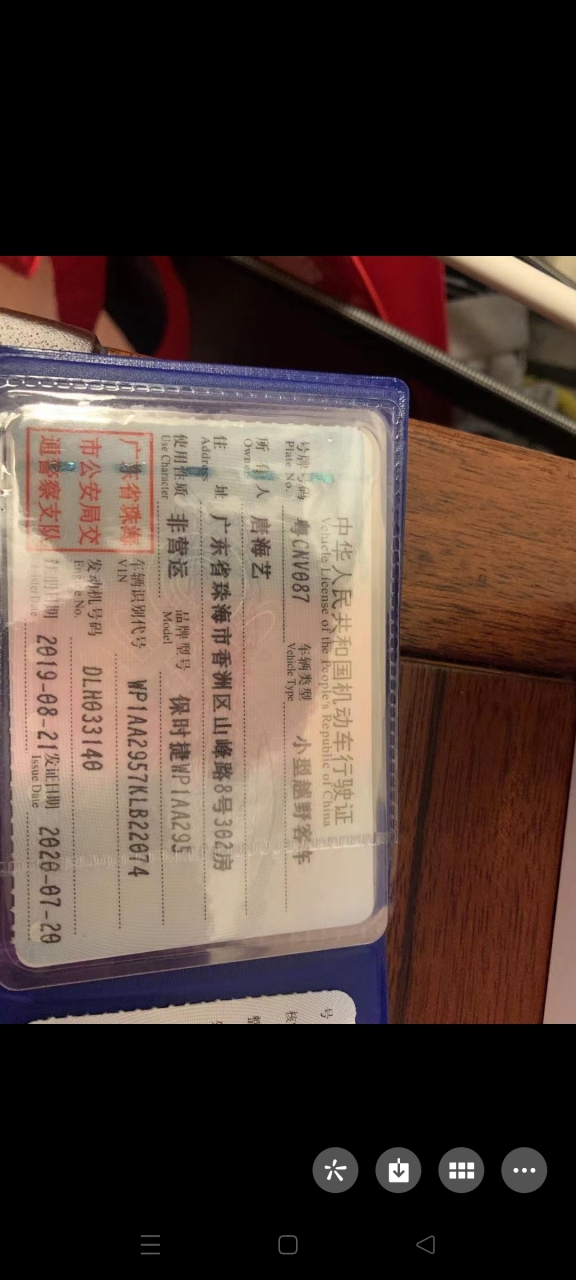 中华人民共和国机动车行驶证
Vehicle License of the People's Republic of China
号牌号码 粤CNV087 车辆类型 小型越野客车
Plate No. Vehicle Type
所有人 唐海艺
Owner
住址 广东省珠海市香洲区山峰路8号302房
Address
使用性质 非营运 品牌型号 保时捷WP1AA295
Use Character Model
广东省珠海
市公安局交
通警察支队
车辆识别代号 WP1AA2957KLB22074
VIN
发动机号码 DLH033140
Engine No.
注册日期 2019-08-21 发证日期 2020-07-20
Register Date Issue Date
号
核